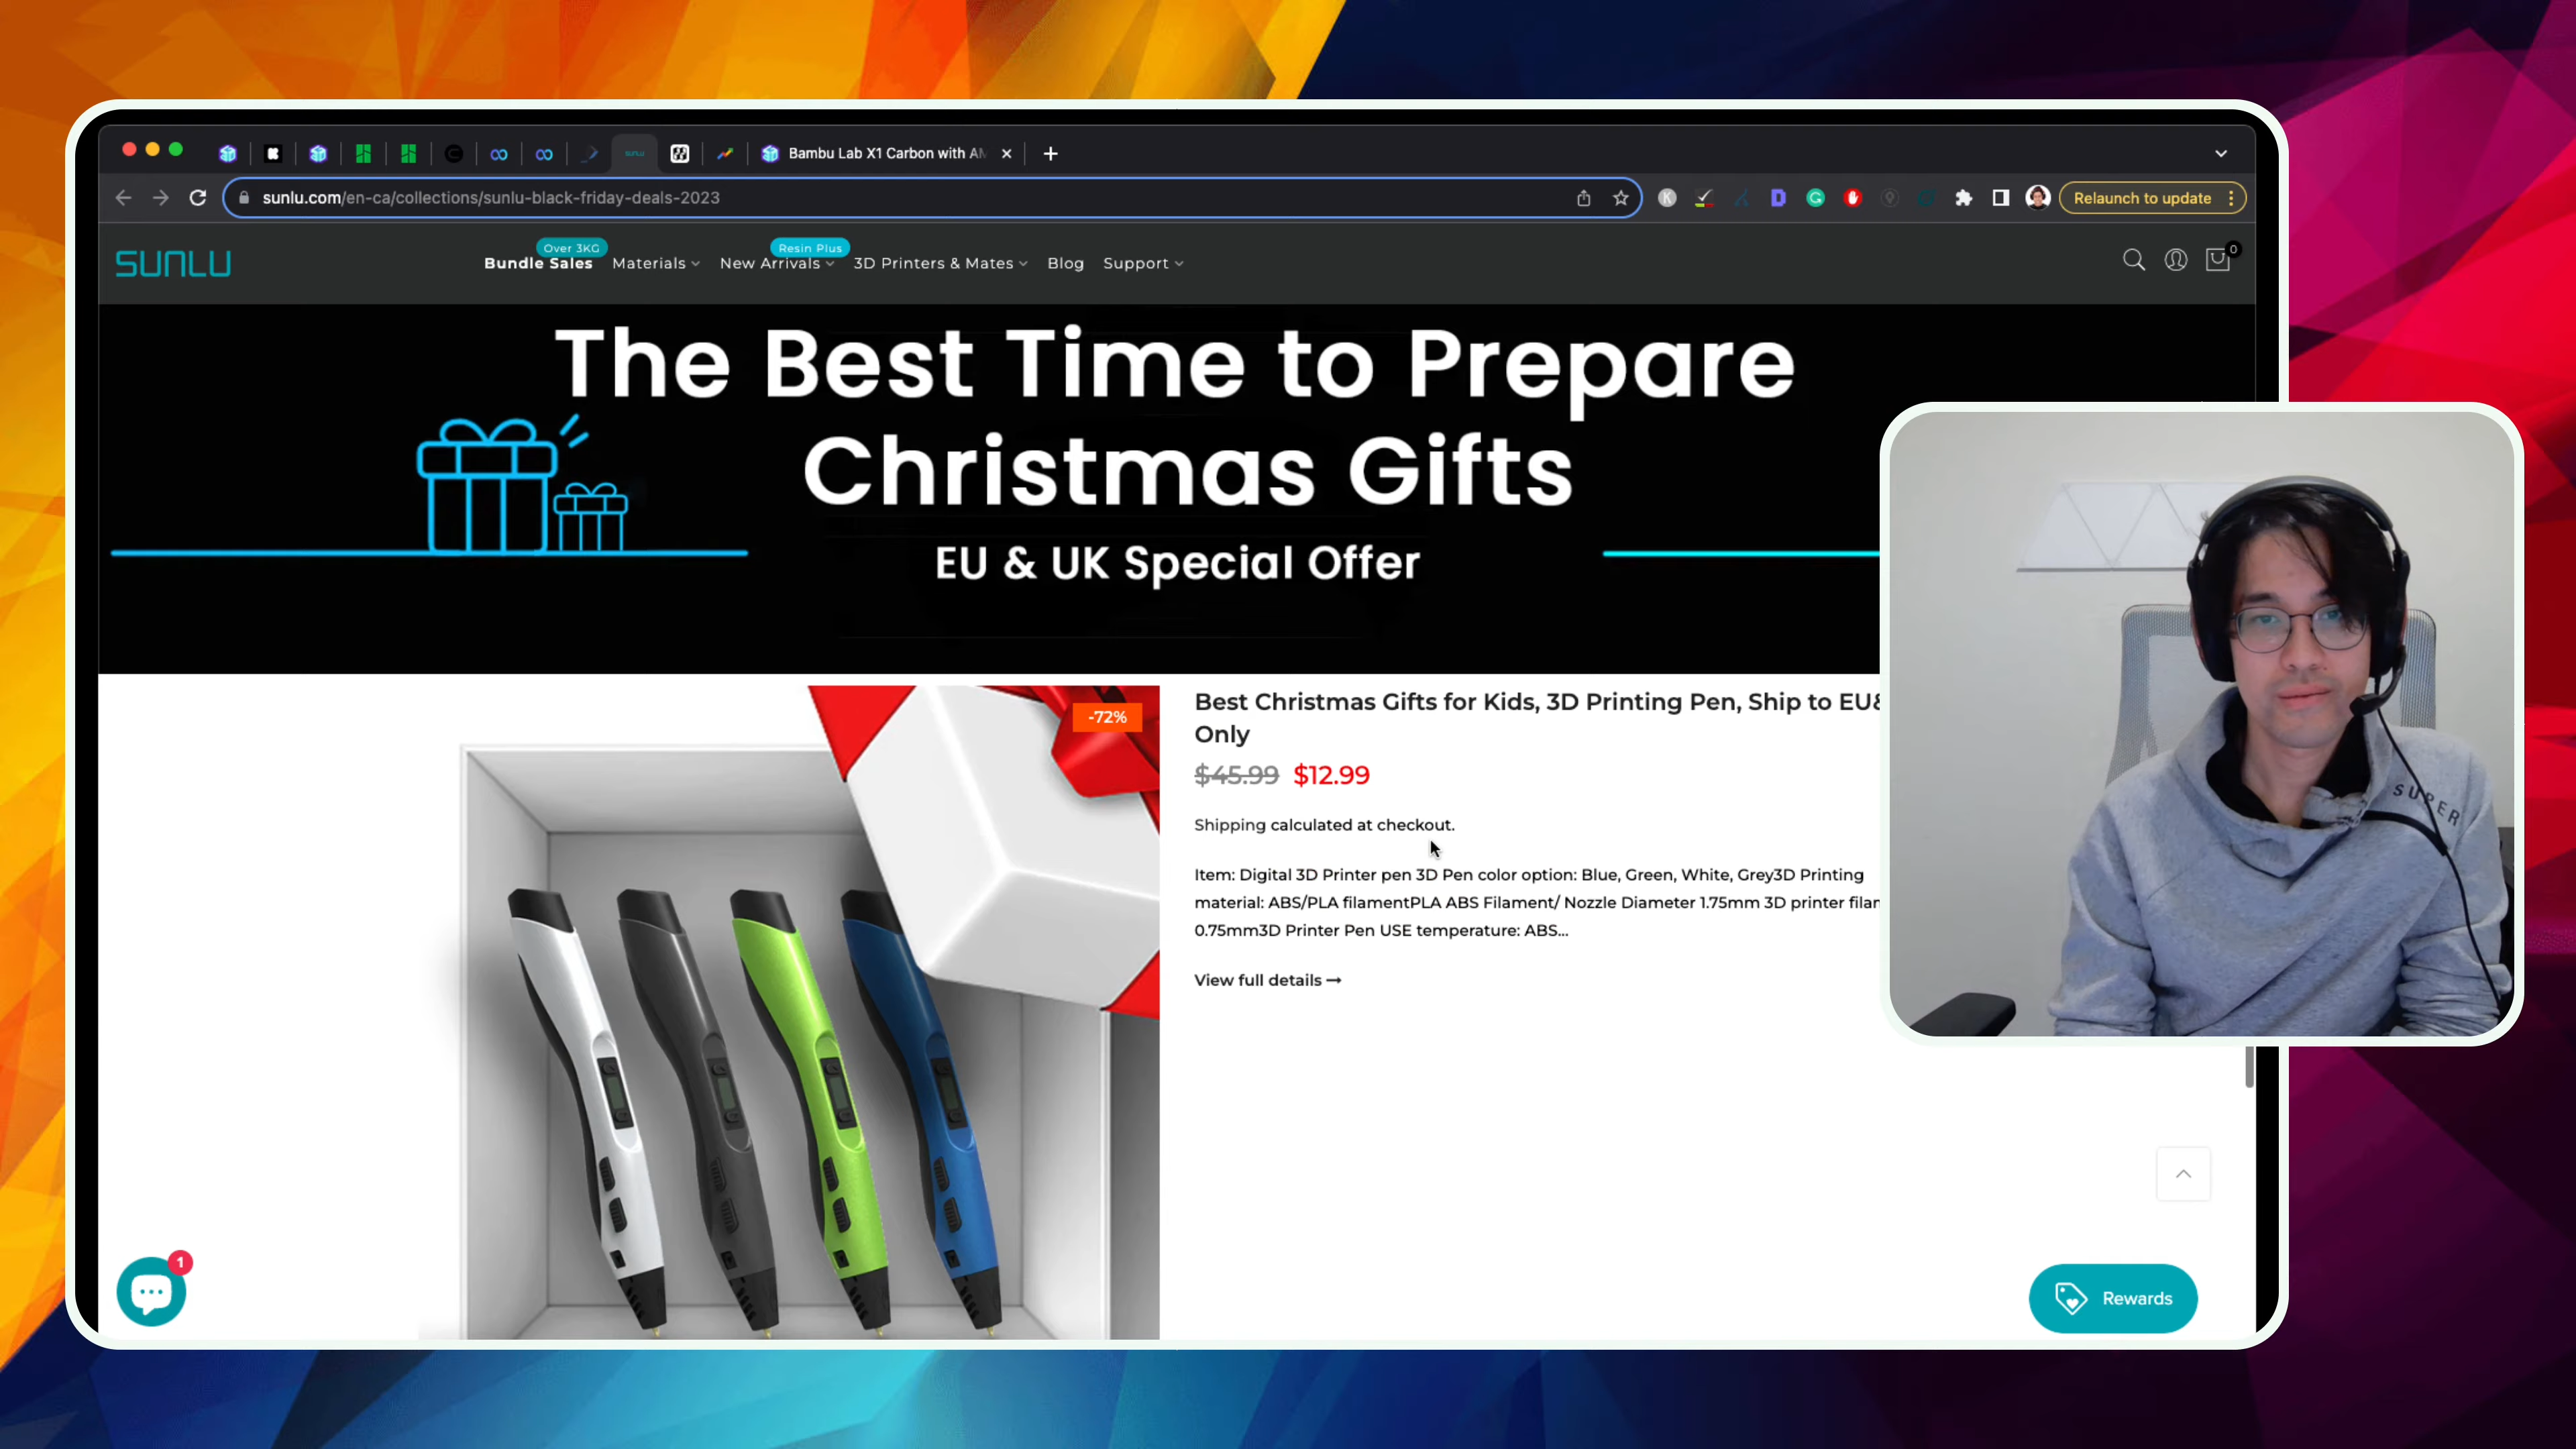 Bambu Lab X1 Carbon with AM
sunlu.com/en-ca/collections/sunlu-black-friday-deals-2023
Relaunch to update
SUNLU
Over 3KG
Resin Plus
Bundle Sales Materials New Arrivals 3D Printers & Mates Blog Support
0
The Best Time to Prepare
Christmas Gifts
EU & UK Special Offer
-72%
Best Christmas Gifts for Kids, 3D Printing Pen, Ship to EU&
Only
$45.99 $12.99
Shipping calculated at checkout.
Item: Digital 3D Printer pen 3D Pen color option: Blue, Green, White, Grey3D Printing
material: ABS/PLA filamentPLA ABS Filament/ Nozzle Diameter 1.75mm 3D printer filan
0.75mm3D Printer Pen USE temperature: ABS...
View full details →
SUPER
1
Rewards